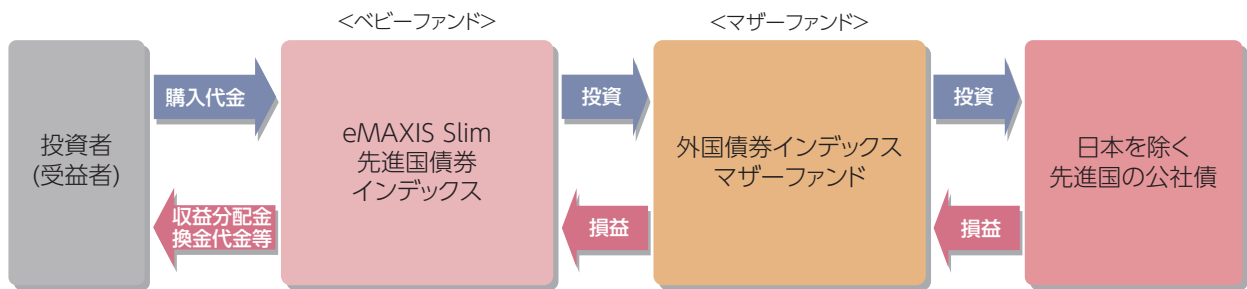 <ベビーファンド>
<マザーファンド>
投資者
(受益者)
購入代金
収益分配金
換金代金等
eMAXIS Slim
先進国債券
インデックス
投資
損益
外国債券インデックス
マザーファンド
投資
損益
日本を除く
先進国の公社債